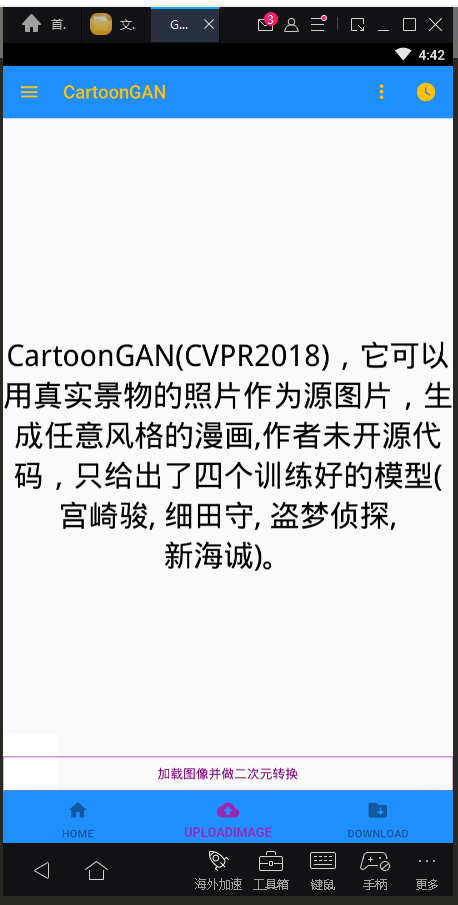 首.
文.
G...
3
4:42
CartoonGAN
CartoonGAN(CVPR2018)，它可以
用真实景物的照片作为源图片，生
成任意风格的漫画,作者未开源代
码，只给出了四个训练好的模型(
宫崎骏, 细田守, 盗梦侦探,
新海诚)。
加载图像并做二次元转换
HOME
UPLOADIMAGE
DOWNLOAD
海外加速
工具箱
键鼠
手柄
更多